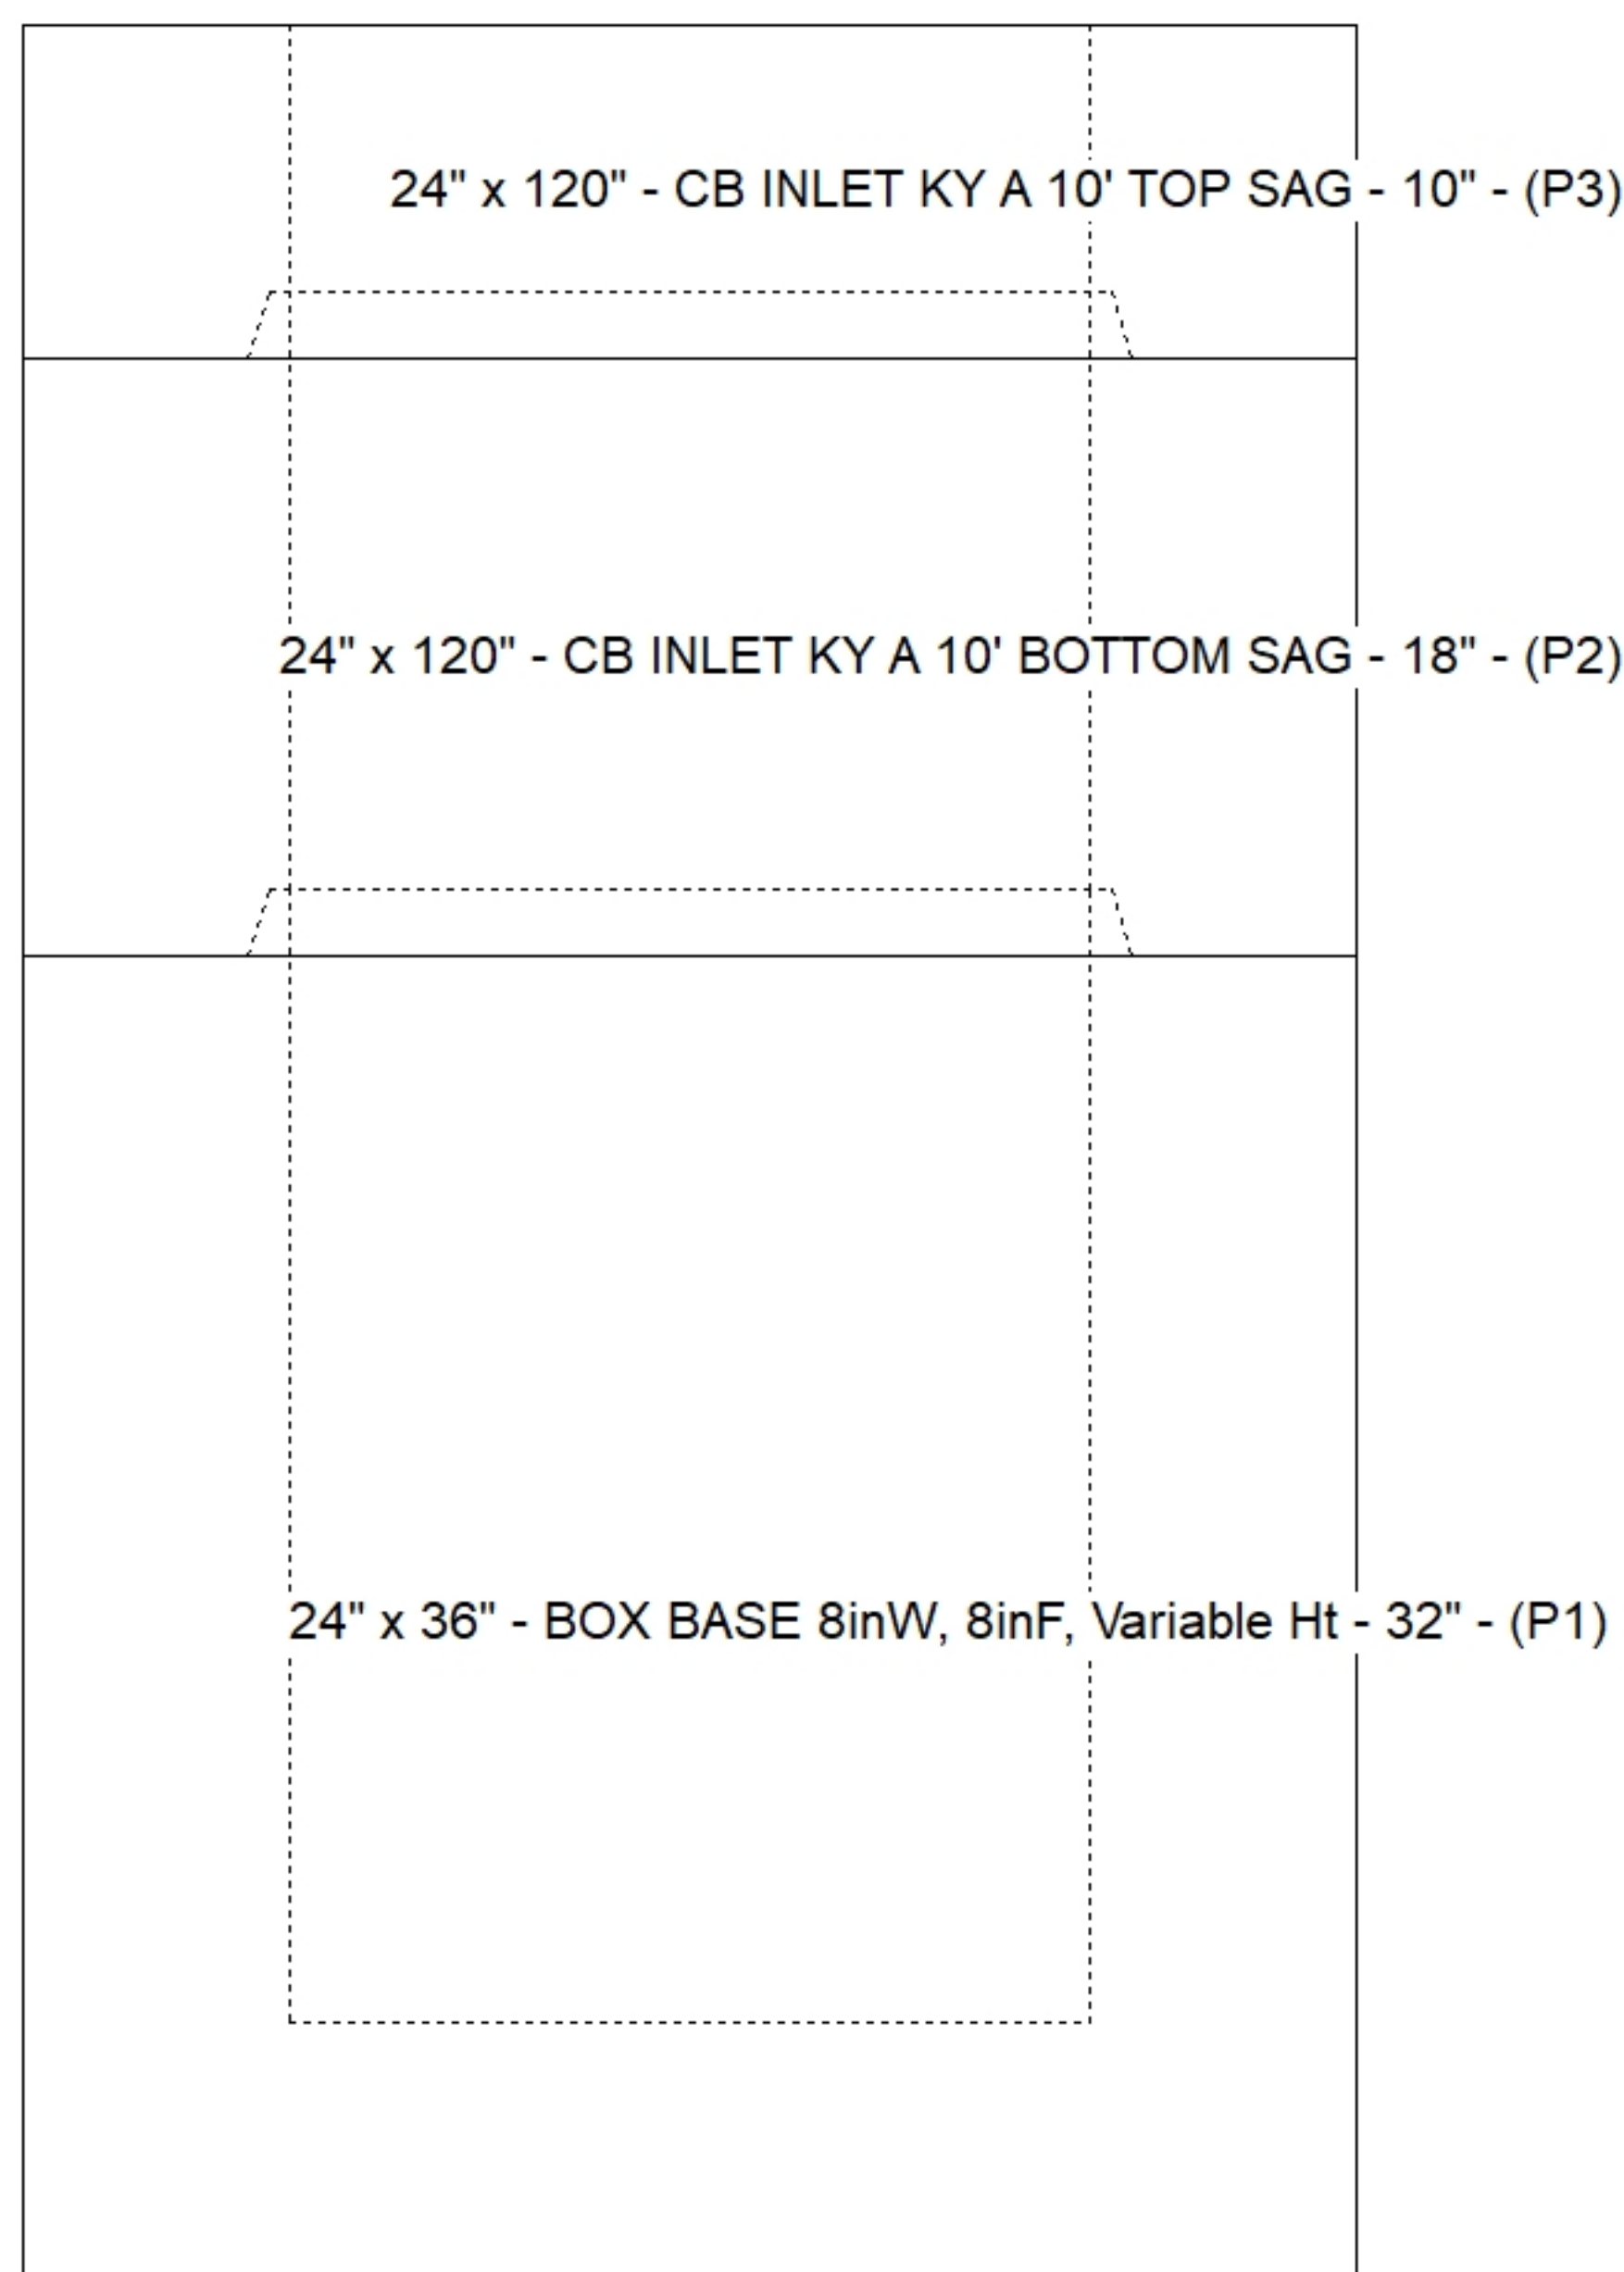 24" x 120" - CB INLET KY A 10' TOP SAG - 10" - (P3)
24" x 120" - CB INLET KY A 10' BOTTOM SAG - 18" - (P2)
24" x 36" - BOX BASE 8inW, 8inF, Variable Ht - 32" - (P1)